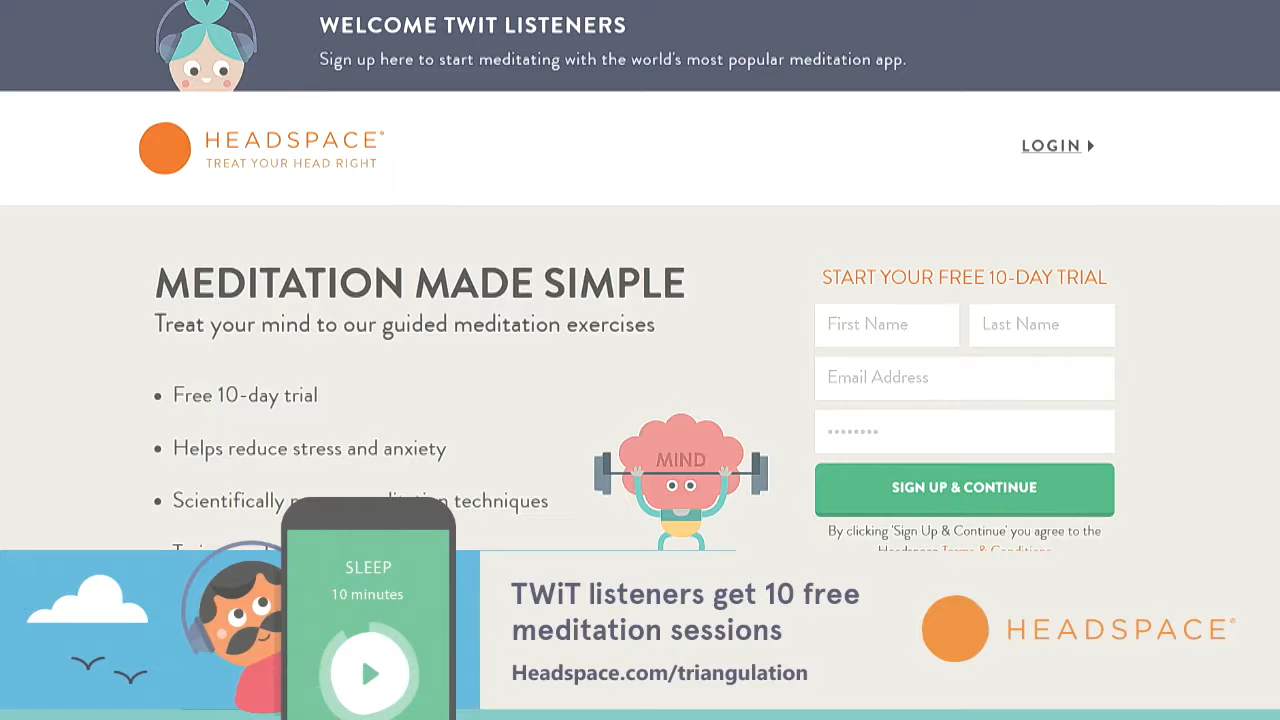 WELCOME TWIT LISTENERS
Sign up here to start meditating with the world's most popular meditation app.
HEADSPACE®
TREAT YOUR HEAD RIGHT
LOGIN
MEDITATION MADE SIMPLE
Treat your mind to our guided meditation exercises
Free 10-day trial
Helps reduce stress and anxiety
Scientifically techniques
MIND
START YOUR FREE 10-DAY TRIAL
First Name
Last Name
Email Address
SIGN UP & CONTINUE
By clicking 'Sign Up & Continue' you agree to the
Headspace Terms & Conditions
SLEEP
10 minutes
TWiT listeners get 10 free
meditation sessions
Headspace.com/triangulation
HEADSPACE®